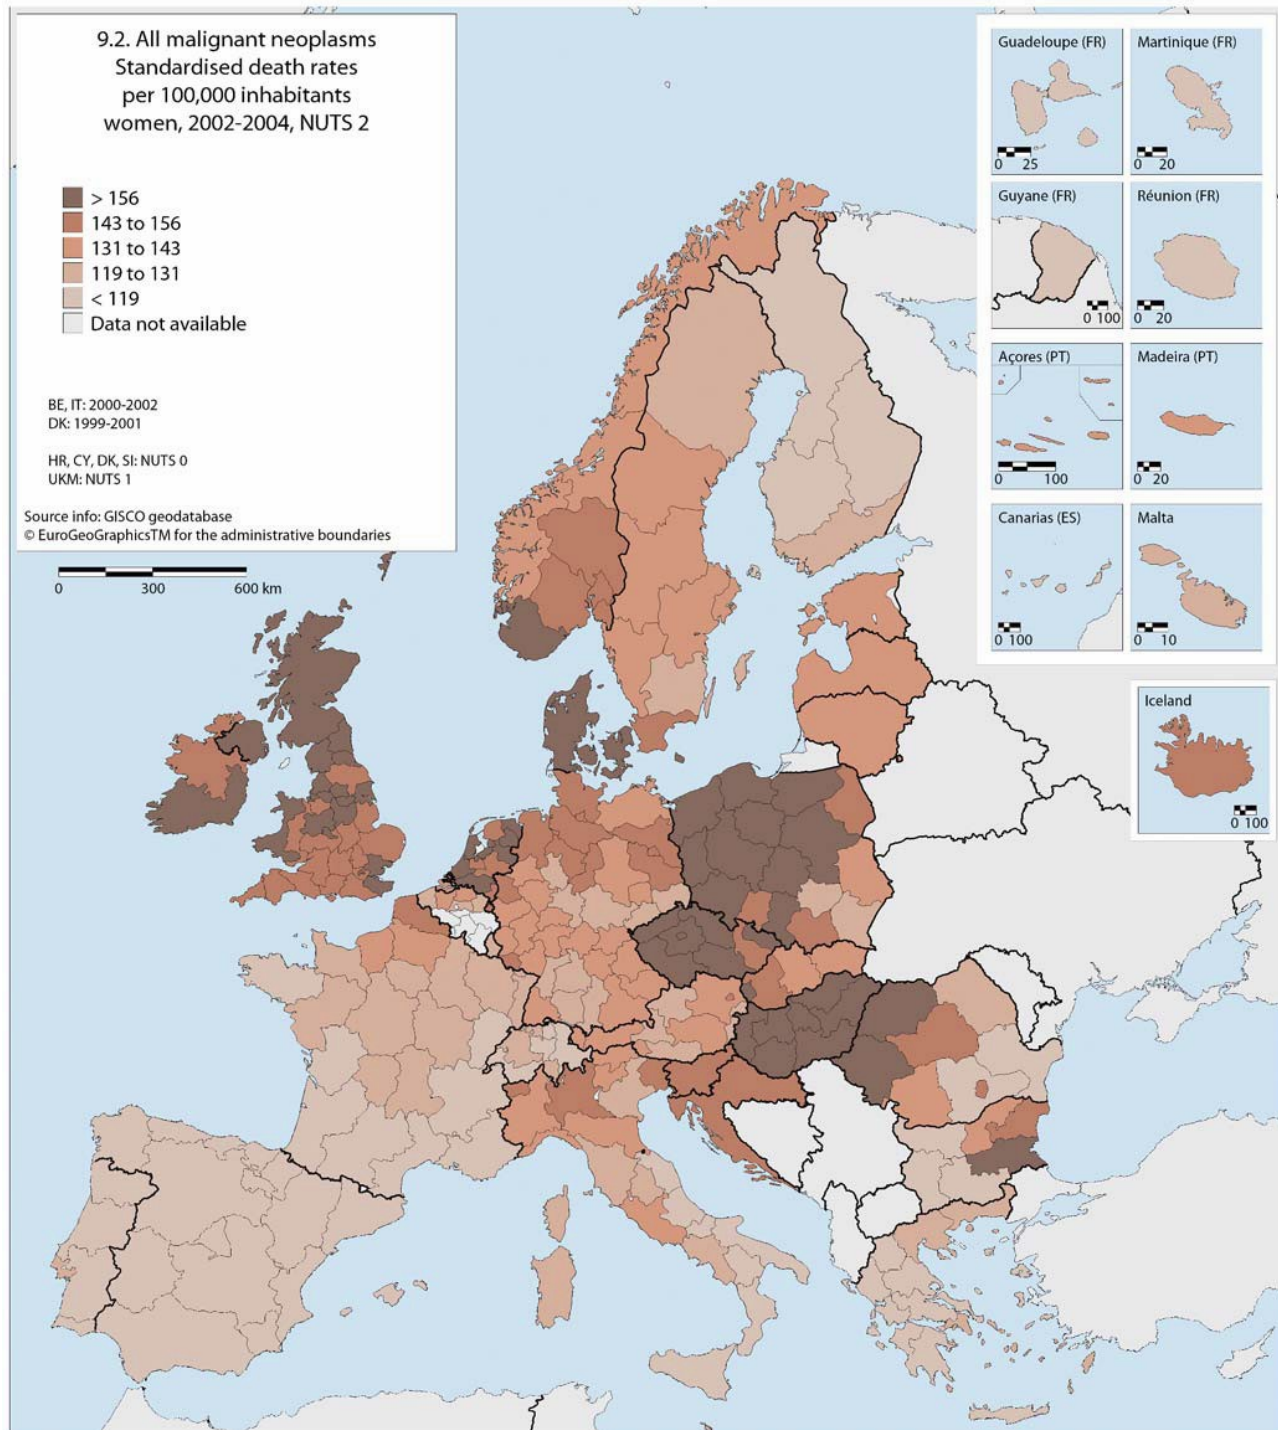 9.2. All malignant neoplasms
Standardised death rates
per 100,000 inhabitants
women, 2002-2004, NUTS 2
> 156
143 to 156
131 to 143
119 to 131
< 119
Data not available
BE, IT: 2000-2002
DK: 1999-2001
HR, CY, DK, SI: NUTS 0
UKM: NUTS 1
Source info: GISCO geodatabase
© EuroGeoGraphicsTM for the administrative boundaries
0 300 600 km
Guadeloupe (FR)
0 25
Martinique (FR)
0 20
Guyane (FR)
0 100
Réunion (FR)
0 20
Açores (PT)
0 100
Madeira (PT)
0 20
Canarias (ES)
0 100
Malta
0 10
Iceland
0 100